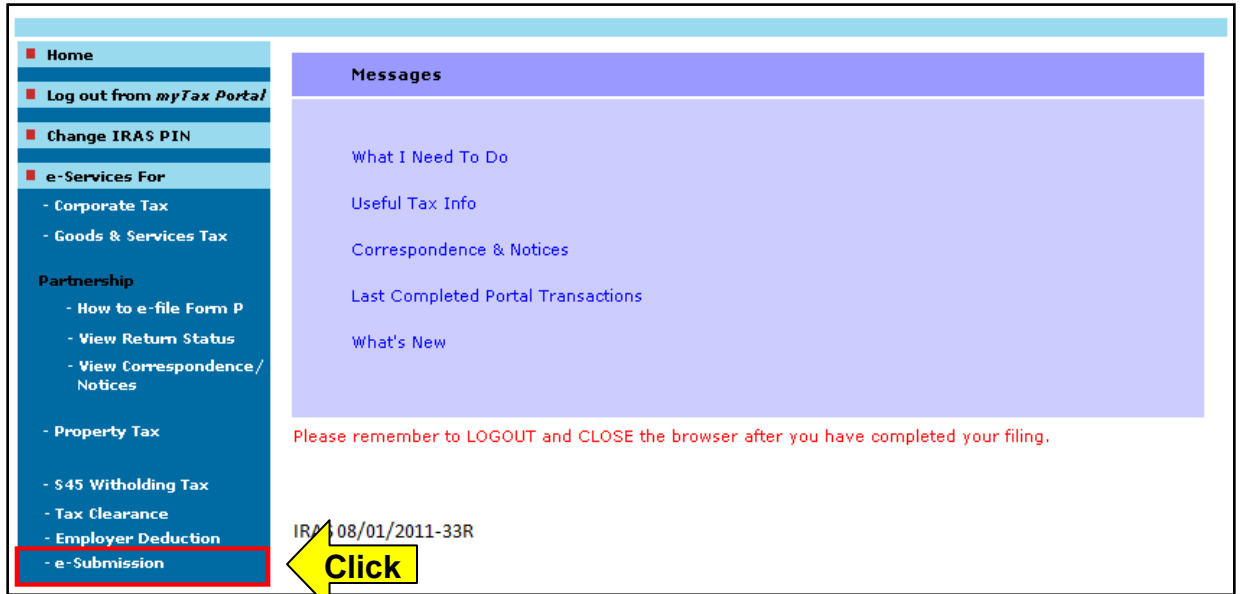 Home
Log out from myTax Portal
Change IRAS PIN
e-Services For
- Corporate Tax
- Goods & Services Tax
Partnership
- How to e-file Form P
- View Return Status
- View Correspondence/
Notices
- Property Tax
- S45 Witholding Tax
- Tax Clearance
- Employer Deduction
- e-Submission
Messages
What I Need To Do
Useful Tax Info
Correspondence & Notices
Last Completed Portal Transactions
What's New
Please remember to LOGOUT and CLOSE the browser after you have completed your filing.
IRAS 08/01/2011-33R
Click